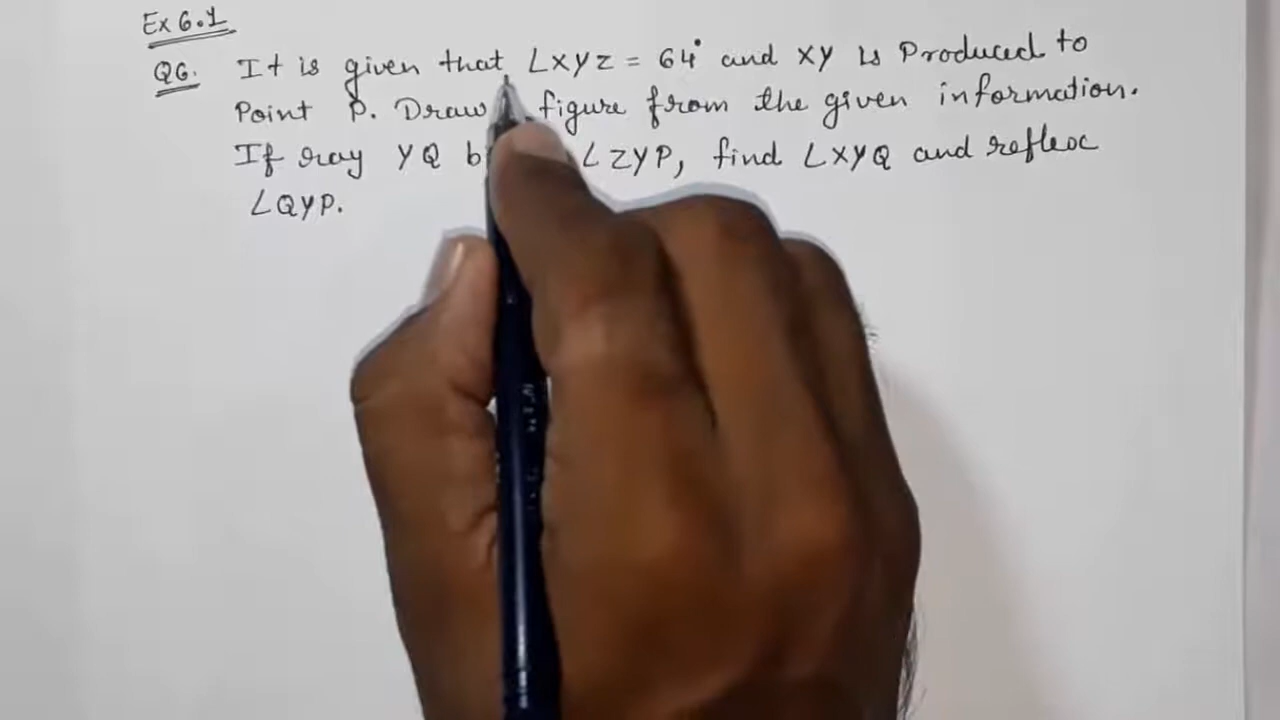 Ex 6.1
Q6. It is given that ∠XYZ = 64° and XY is Produced to
Point P. Draw figure from the given information.
If ray YQ ∠ZYP, find ∠XYQ and reflex
∠QYP.